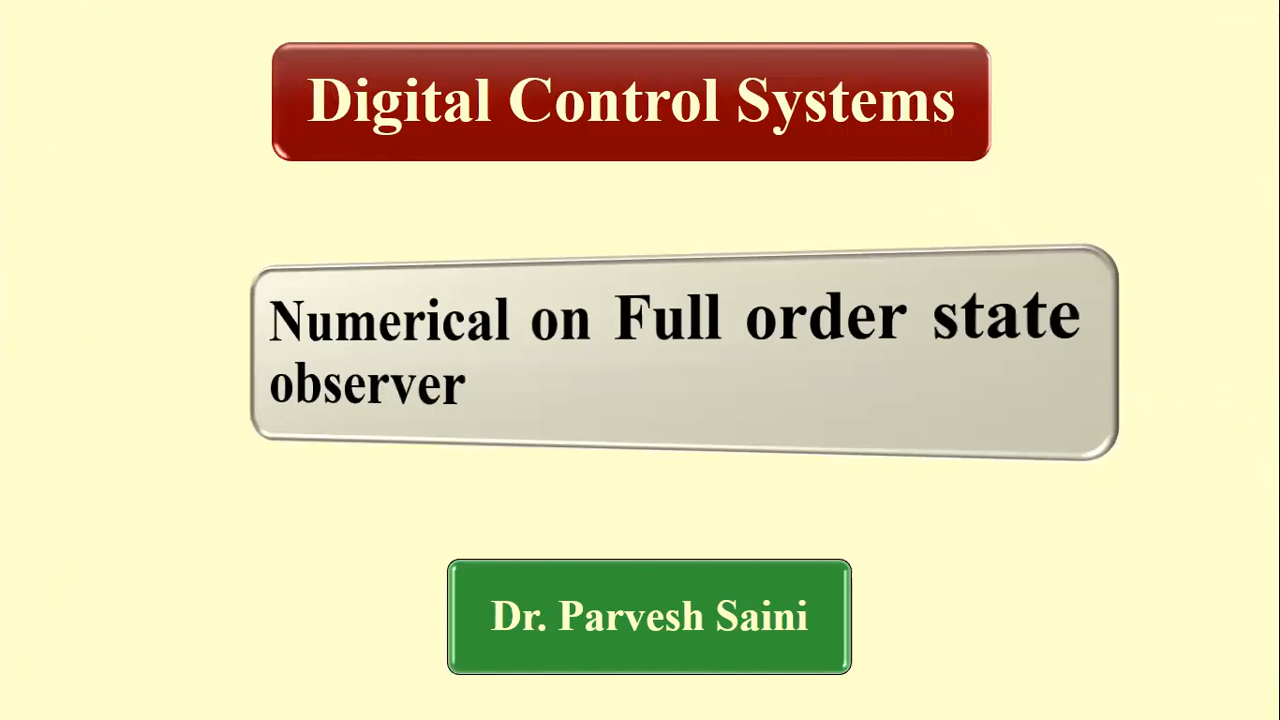 Digital Control Systems
Numerical on Full order state
observer
Dr. Parvesh Saini